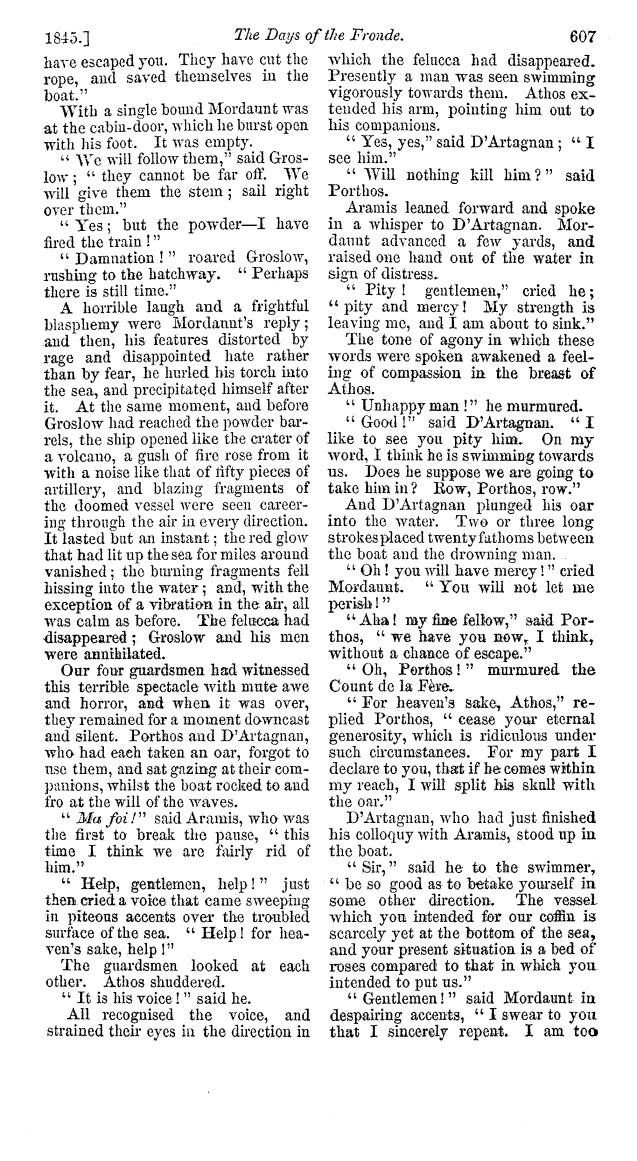 1845.] The Days of the Fronde. 607
have escaped you. They have cut the
rope, and saved themselves in the
boat."
With a single bound Mordaunt was
at the cabin-door, which he burst open
with his foot. It was empty.
" We will follow them," said Gros-
low; " they cannot be far off. We
will give them the stem; sail right
over them."
" Yes; but the powder—I have
fired the train!"
" Damnation!" roared Groslow,
rushing to the hatchway. " Perhaps
there is still time."
A horrible laugh and a frightful
blasphemy were Mordaunt's reply;
and then, his features distorted by
rage and disappointed hate rather
than by fear, he hurled his torch into
the sea, and precipitated himself after
it. At the same moment, and before
Groslow had reached the powder bar-
rels, the ship opened like the crater of
a volcano, a gush of fire rose from it
with a noise like that of fifty pieces of
artillery, and blazing fragments of
the doomed vessel were seen career-
ing through the air in every direction.
It lasted but an instant; the red glow
that had lit up the sea for miles around
vanished; the burning fragments fell
hissing into the water; and, with the
exception of a vibration in the air, all
was calm as before. The felucca had
disappeared; Groslow and his men
were annihilated.
Our four guardsmen had witnessed
this terrible spectacle with mute awe
and horror, and when it was over,
they remained for a moment downcast
and silent. Porthos and D'Artagnan,
who had each taken an oar, forgot to
use them, and sat gazing at their com-
panions, whilst the boat rocked to and
fro at the will of the waves.
" Ma foi!" said Aramis, who was
the first to break the pause, " this
time I think we are fairly rid of
him."
" Help, gentlemen, help!" just
then cried a voice that came sweeping
in piteous accents over the troubled
surface of the sea. " Help! for hea-
ven's sake, help!"
The guardsmen looked at each
other. Athos shuddered.
" It is his voice!" said he.
All recognised the voice, and
strained their eyes in the direction in
which the felucca had disappeared.
Presently a man was seen swimming
vigorously towards them. Athos ex-
tended his arm, pointing him out to
his companions.
" Yes, yes," said D'Artagnan; " I
see him."
" Will nothing kill him?" said
Porthos.
Aramis leaned forward and spoke
in a whisper to D'Artagnan. Mor-
daunt advanced a few yards, and
raised one hand out of the water in
sign of distress.
" Pity! gentlemen," cried he;
" pity and mercy! My strength is
leaving me, and I am about to sink."
The tone of agony in which these
words were spoken awakened a feel-
ing of compassion in the breast of
Athos.
" Unhappy man!" he murmured.
" Good!" said D'Artagnan. " I
like to see you pity him. On my
word, I think he is swimming towards
us. Does he suppose we are going to
take him in? Row, Porthos, row."
And D'Artagnan plunged his oar
into the water. Two or three long
strokes placed twenty fathoms between
the boat and the drowning man.
" Oh! you will have mercy!" cried
Mordaunt. " You will not let me
perish!"
" Aha! my fine fellow," said Por-
thos, " we have you now, I think,
without a chance of escape."
" Oh, Porthos!" murmured the
Count de la Fère.
" For heaven's sake, Athos," re-
plied Porthos, " cease your eternal
generosity, which is ridiculous under
such circumstances. For my part I
declare to you, that if he comes within
my reach, I will split his skull with
the oar."
D'Artagnan, who had just finished
his colloquy with Aramis, stood up in
the boat.
" Sir," said he to the swimmer,
" be so good as to betake yourself in
some other direction. The vessel
which you intended for our coffin is
scarcely yet at the bottom of the sea,
and your present situation is a bed of
roses compared to that in which you
intended to put us."
" Gentlemen!" said Mordaunt in
despairing accents, " I swear to you
that I sincerely repent. I am too